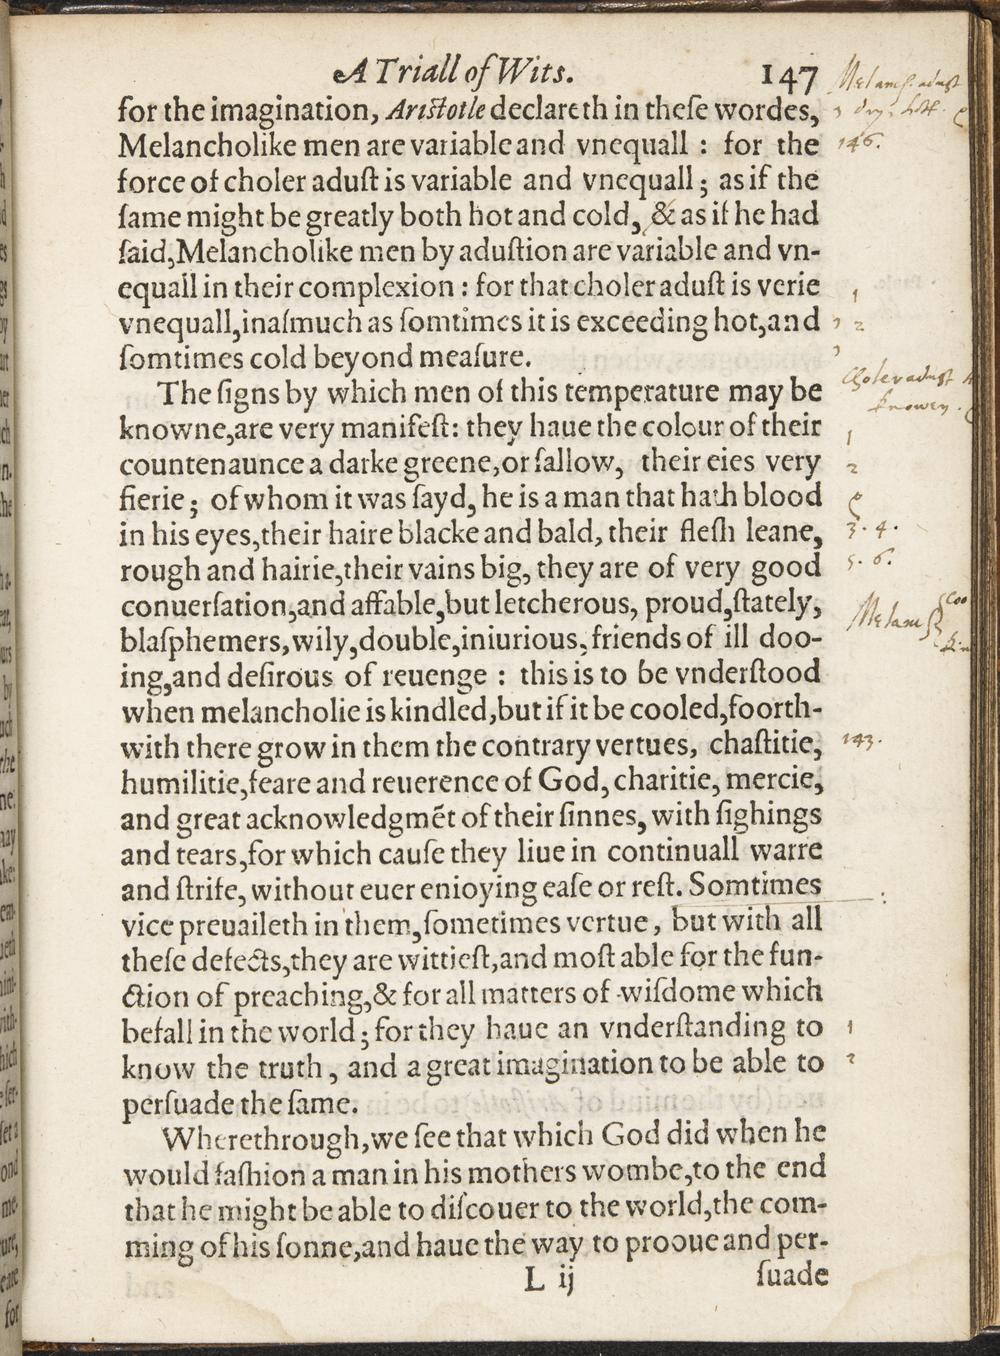 A Triall of Wits. 147
for the imagination, Aristotle declareth in theſe wordes,
Melancholike men are variable and vnequall : for the
force of choler aduſt is variable and vnequall ; as if the
ſame might be greatly both hot and cold, & as if he had
ſaid,Melancholike men by aduſtion are variable and vn-
equall in their complexion : for that choler aduſt is verie
vnequall,inaſmuch as ſomtimes it is exceeding hot,and
ſomtimes cold beyond meaſure.
The ſigns by which men of this temperature may be
knowne,are very manifeſt: they haue the colour of their
countenaunce a darke greene,or ſallow, their eies very
fierie ; of whom it was ſayd, he is a man that hath blood
in his eyes,their haire blacke and bald, their fleſh leane,
rough and hairie,their vains big, they are of very good
conuerſation,and affable,but letcherous, proud,ſtately,
blaſphemers, wily,double,iniurious, friends of ill doo-
ing,and deſirous of reuenge : this is to be vnderſtood
when melancholie is kindled,but if it be cooled,foorth-
with there grow in them the contrary vertues, chaſtitie,
humilitie,feare and reuerence of God, charitie, mercie,
and great acknowledgmēt of their ſinnes, with ſighings
and tears,for which cauſe they liue in continuall warre
and ſtrife, without euer enioying eaſe or reſt. Somtimes
vice preuaileth in them,ſometimes vertue, but with all
theſe defects,they are wittieſt,and moſt able for the fun-
ction of preaching,& for all matters of wiſdome which
befall in the world ; for they haue an vnderſtanding to
know the truth, and a great imagination to be able to
perſuade the ſame.
Wherethrough,we ſee that which God did when he
would faſhion a man in his mothers wombe,to the end
that he might be able to diſcouer to the world,the com-
ming of his ſonne,and haue the way to prooue and per-
L ij ſuade
146.
1
2
1
2
3. 4.
5. 6.
143.
1
2